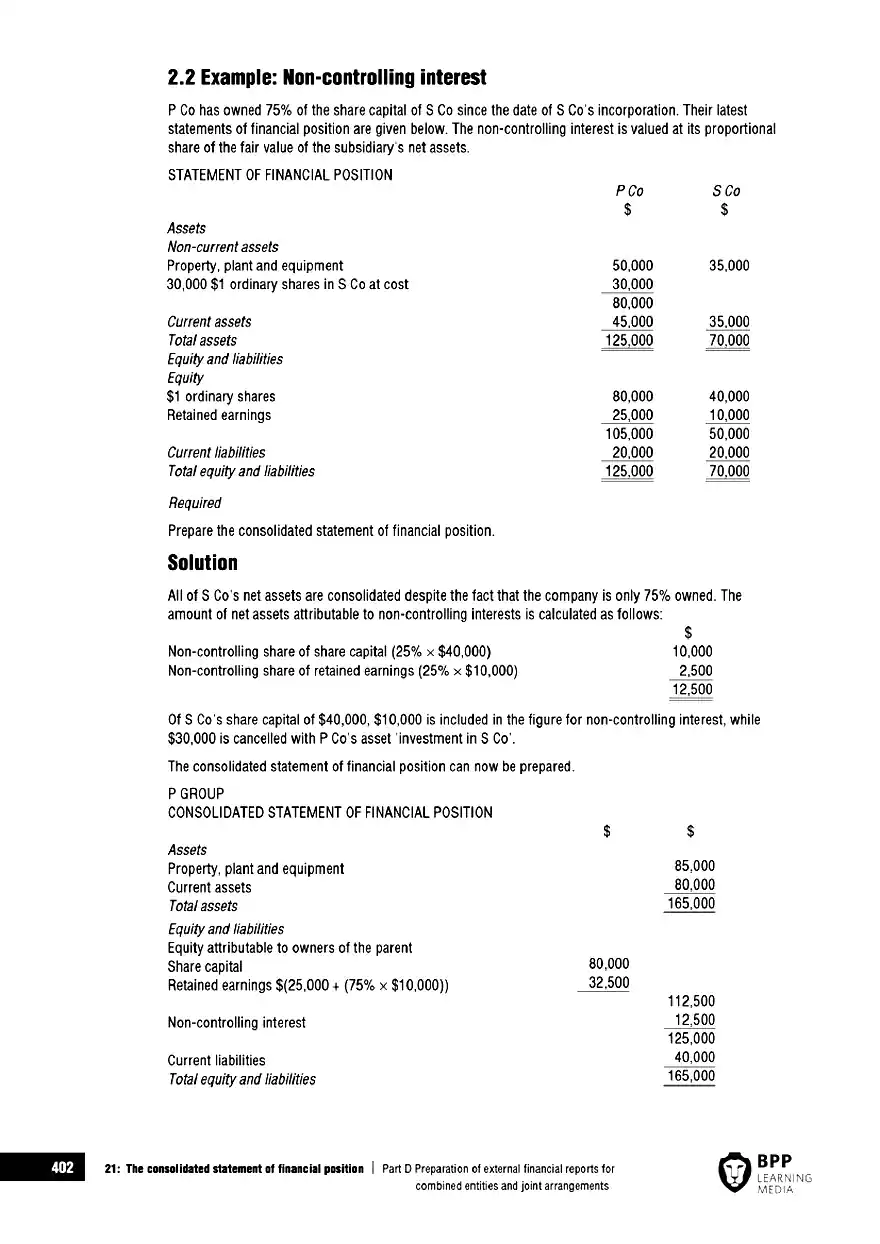 2.2 Example: Non-controlling interest
P Co has owned 75% of the share capital of S Co since the date of S Co's incorporation. Their latest
statements of financial position are given below. The non-controlling interest is valued at its proportional
share of the fair value of the subsidiary's net assets.
STATEMENT OF FINANCIAL POSITION
P Co S Co
$ $
Assets
Non-current assets
Property, plant and equipment 50,000 35,000
30,000 $1 ordinary shares in S Co at cost 30,000
80,000
Current assets 45,000 35,000
Total assets 125,000 70,000
Equity and liabilities
Equity
$1 ordinary shares 80,000 40,000
Retained earnings 25,000 10,000
105,000 50,000
Current liabilities 20,000 20,000
Total equity and liabilities 125,000 70,000
Required
Prepare the consolidated statement of financial position.
Solution
All of S Co's net assets are consolidated despite the fact that the company is only 75% owned. The
amount of net assets attributable to non-controlling interests is calculated as follows:
$
Non-controlling share of share capital (25% × $40,000) 10,000
Non-controlling share of retained earnings (25% × $10,000) 2,500
12,500
Of S Co's share capital of $40,000, $10,000 is included in the figure for non-controlling interest, while
$30,000 is cancelled with P Co's asset 'investment in S Co'.
The consolidated statement of financial position can now be prepared.
P GROUP
CONSOLIDATED STATEMENT OF FINANCIAL POSITION
$ $
Assets
Property, plant and equipment 85,000
Current assets 80,000
Total assets 165,000
Equity and liabilities
Equity attributable to owners of the parent
Share capital 80,000
Retained earnings $(25,000 + (75% × $10,000)) 32,500
112,500
Non-controlling interest 12,500
125,000
Current liabilities 40,000
Total equity and liabilities 165,000
402 21: The consolidated statement of financial position | Part D Preparation of external financial reports for
combined entities and joint arrangements
BPP
LEARNING
MEDIA